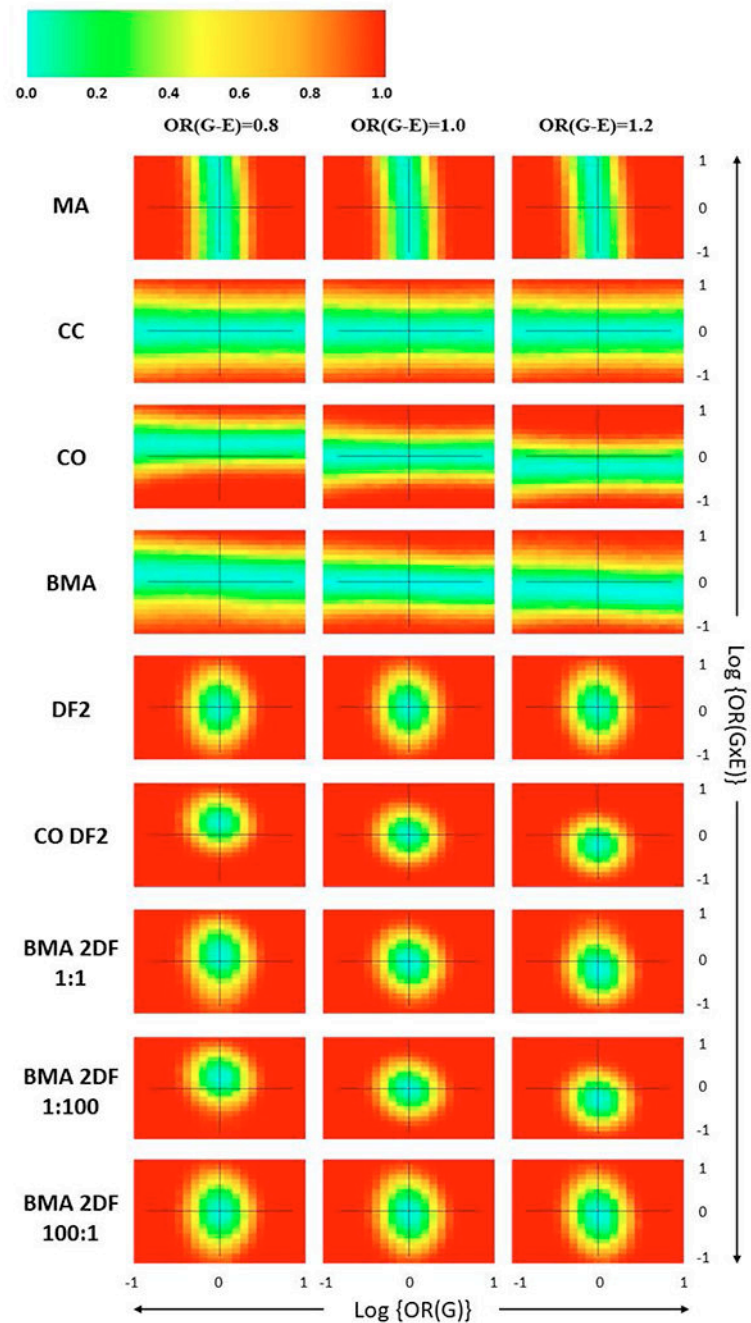 0.0 0.2 0.4 0.6 0.8 1.0
OR(G-E)=0.8 OR(G-E)=1.0 OR(G-E)=1.2
MA
1
0
-1
CC
1
0
-1
CO
1
0
-1
BMA
1
0
-1
DF2
1
0
-1
CO DF2
1
0
-1
BMA 2DF
1:1
1
0
-1
BMA 2DF
1:100
1
0
-1
BMA 2DF
100:1
1
0
-1
Log {OR(GxE)}
-1 0 1 0 1 0 1
Log {OR(G)}